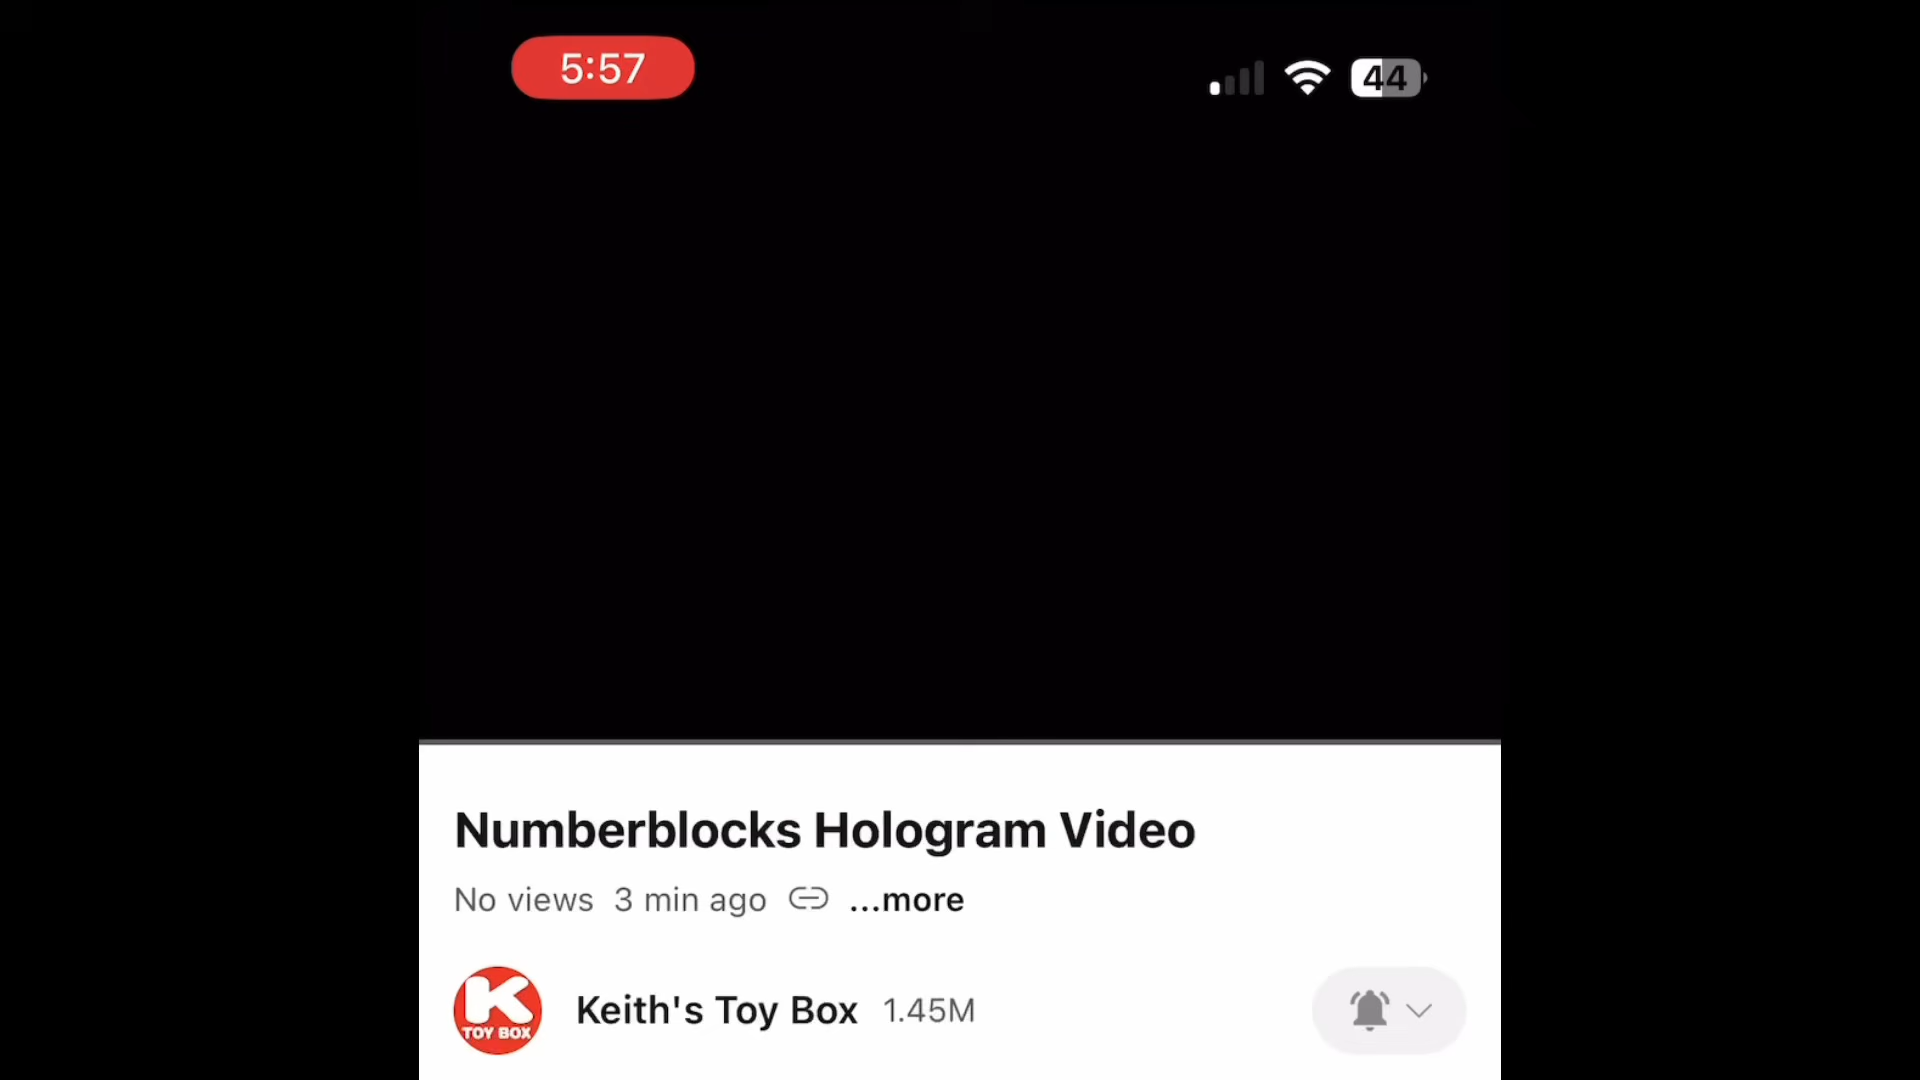 5:57
44
Numberblocks Hologram Video
No views 3 min ago ...more
K
TOY BOX
Keith's Toy Box 1.45M